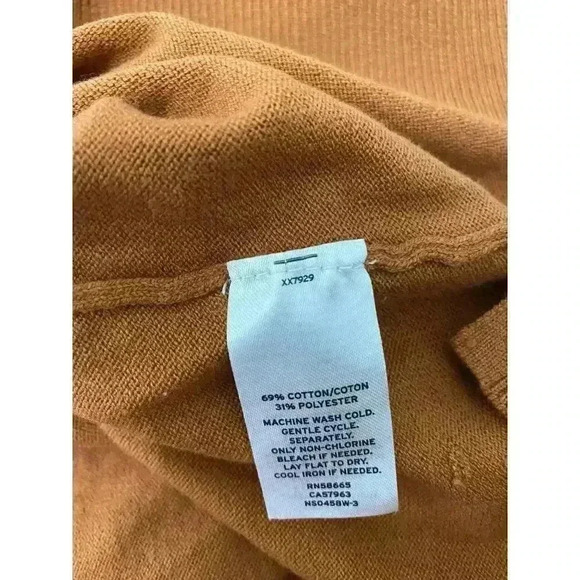 XX7929
69% COTTON/COTON
31% POLYESTER
MACHINE WASH COLD.
GENTLE CYCLE.
SEPARATELY.
ONLY NON-CHLORINE
BLEACH IF NEEDED.
LAY FLAT TO DRY.
COOL IRON IF NEEDED.
RN58665
CA57963
NS0458W-3